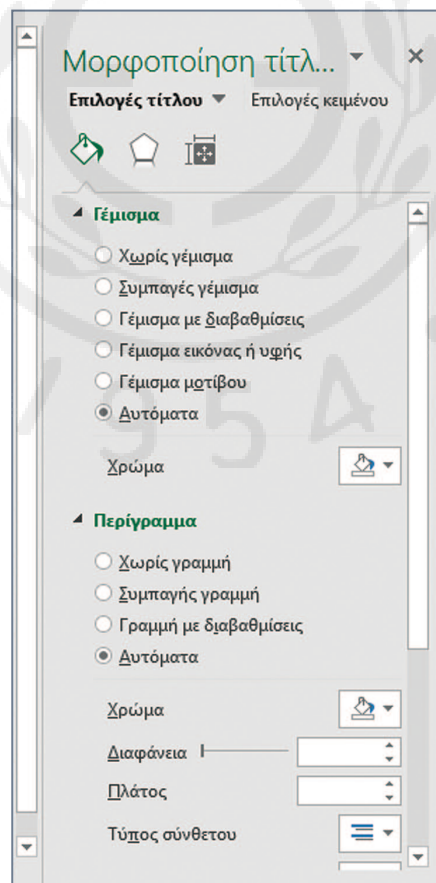 Μορφοποίηση τίτλ...
Επιλογές τίτλου Επιλογές κειμένου
Γέμισμα
Χωρίς γέμισμα
Συμπαγές γέμισμα
Γέμισμα με διαβαθμίσεις
Γέμισμα εικόνας ή υφής
Γέμισμα μοτίβου
Αυτόματα
Χρώμα
Περίγραμμα
Χωρίς γραμμή
Συμπαγής γραμμή
Γραμμή με διαβαθμίσεις
Αυτόματα
Χρώμα
Διαφάνεια
Πλάτος
Τύπος σύνθετου
1954